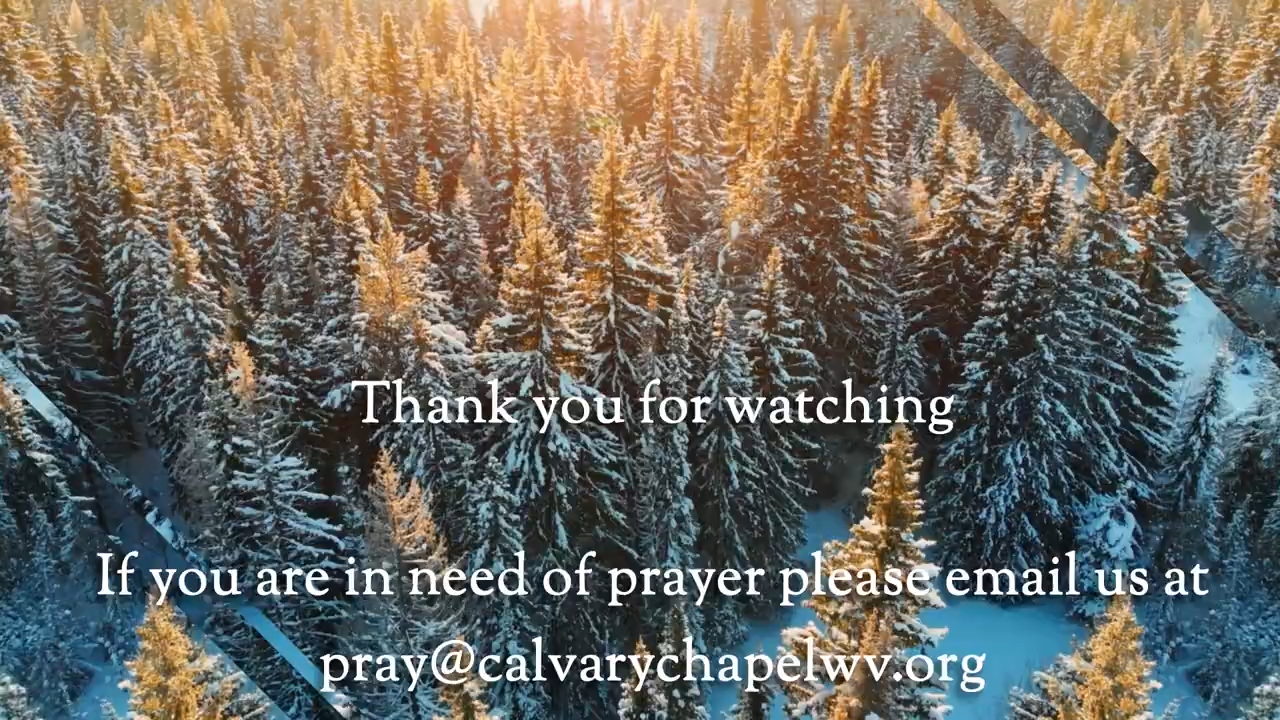 Thank you for watching
If you are in need of prayer please email us at
pray@calvarychapelwv.org